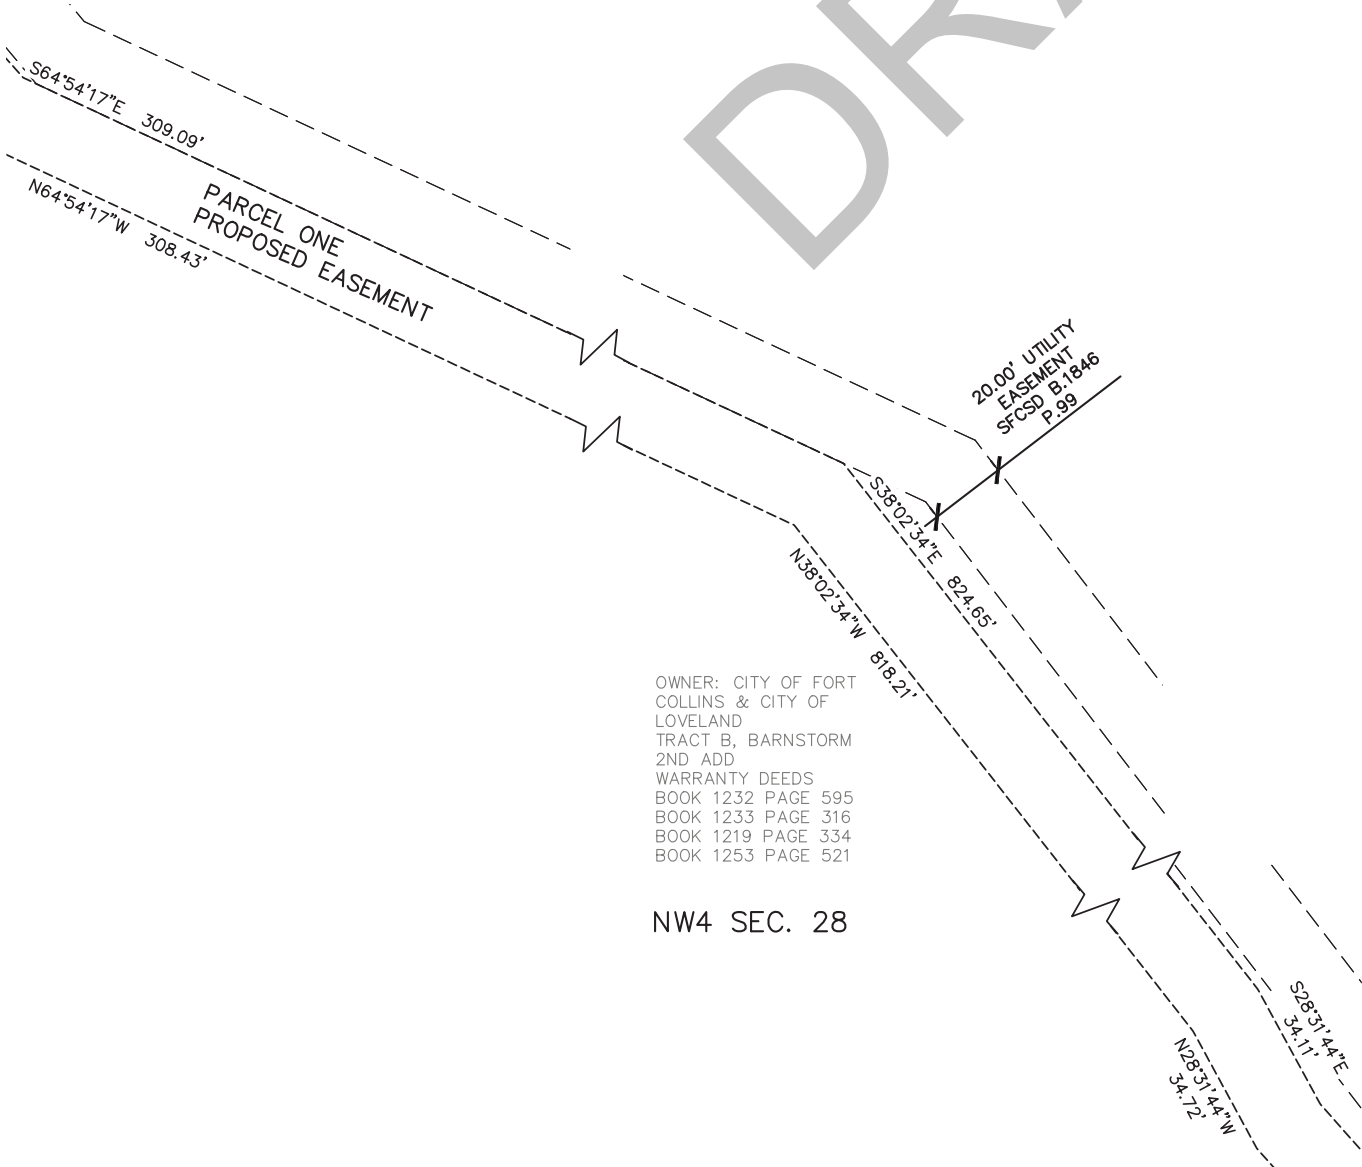 DRA
S64°54'17"E 309.09'
N64°54'17"W 308.43'
PARCEL ONE
PROPOSED EASEMENT
20.00' UTILITY
EASEMENT
SFCSD B.1846
P.99
S38°02'34"E 824.65'
N38°02'34"W 818.21'
OWNER: CITY OF FORT
COLLINS & CITY OF
LOVELAND
TRACT B, BARNSTORM
2ND ADD
WARRANTY DEEDS
BOOK 1232 PAGE 595
BOOK 1233 PAGE 316
BOOK 1219 PAGE 334
BOOK 1253 PAGE 521
NW4 SEC. 28
S28°31'44"E
34.11'
N28°31'44"W
34.72'